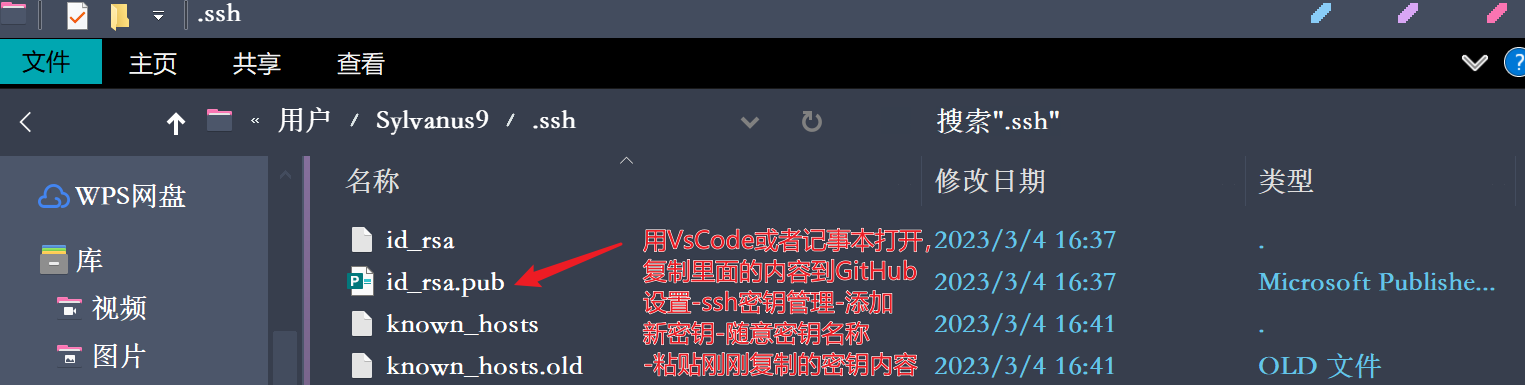 .ssh
文件 主页 共享 查看
?
« 用户 / Sylvanus9 / .ssh 搜索".ssh"
名称 修改日期 类型
WPS网盘
库
视频
图片
id_rsa 2023/3/4 16:37 .
id_rsa.pub 2023/3/4 16:37 Microsoft Publishe...
known_hosts 2023/3/4 16:41 .
known_hosts.old 2023/3/4 16:41 OLD 文件
用VsCode或者记事本打开，
复制里面的内容到GitHub
设置-ssh密钥管理-添加
新密钥-随意密钥名称
-粘贴刚刚复制的密钥内容